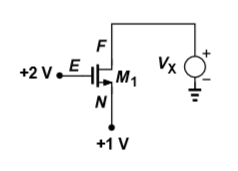 F
+2 V E M1 VX + −
N
+1 V